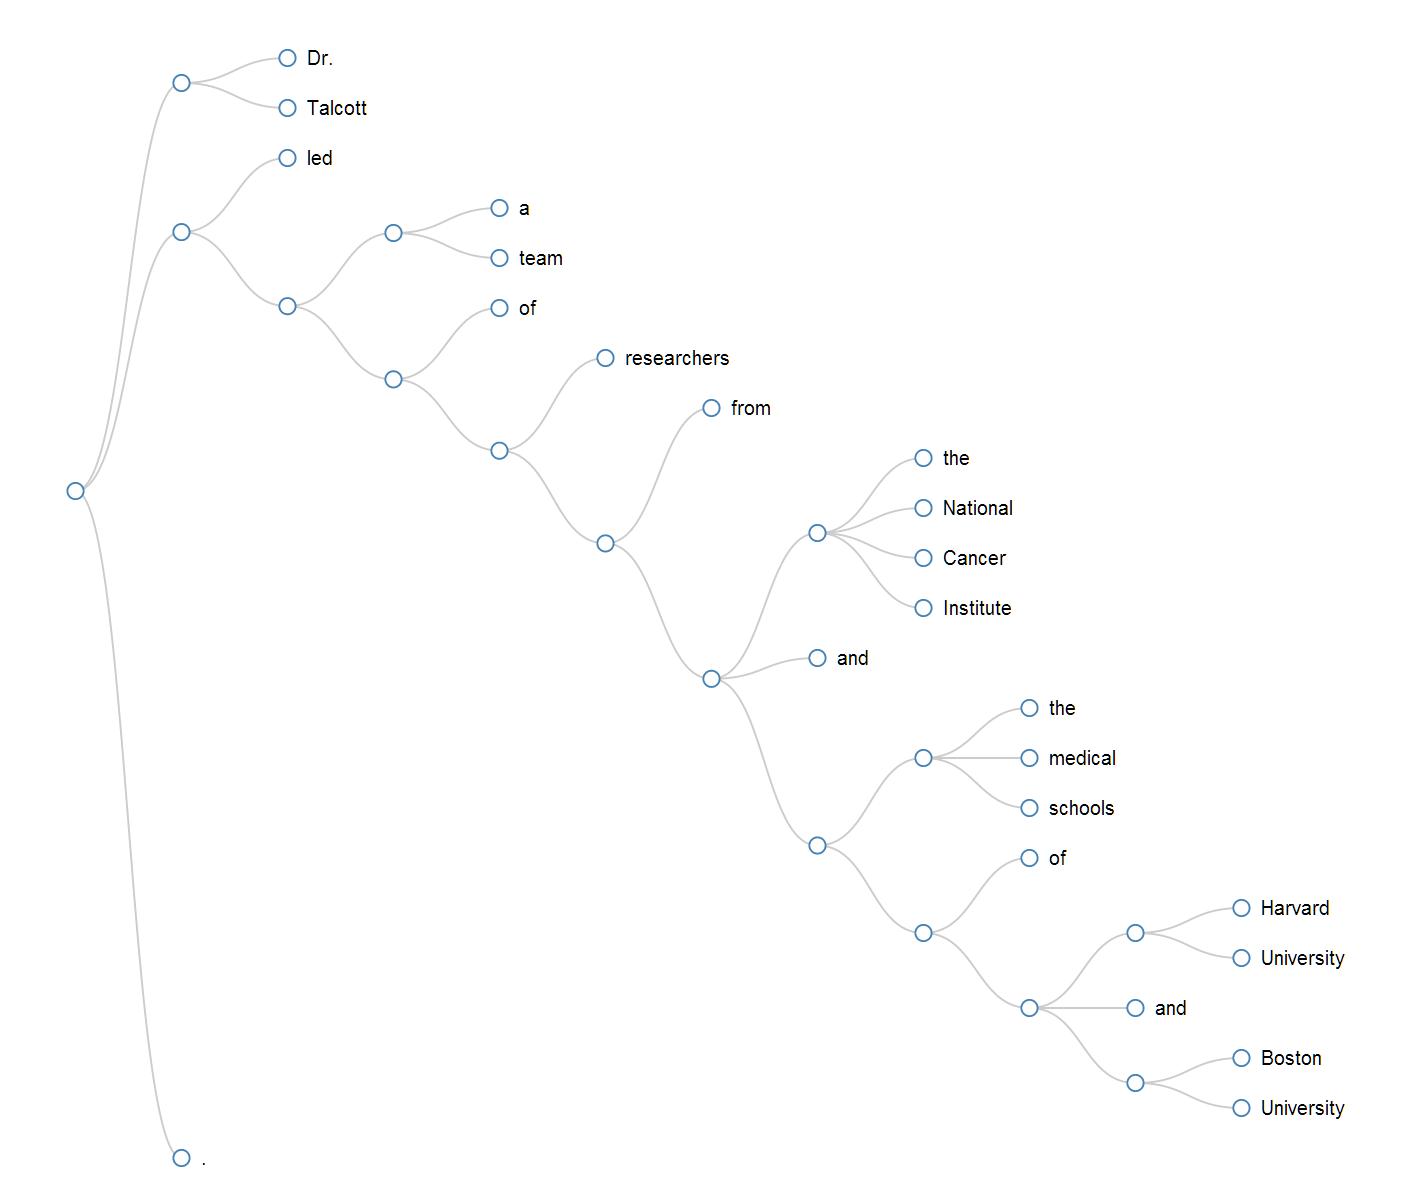 Dr.
Talcott
led
a
team
of
researchers
from
the
National
Cancer
Institute
and
the
medical
schools
of
Harvard
University
and
Boston
University
.